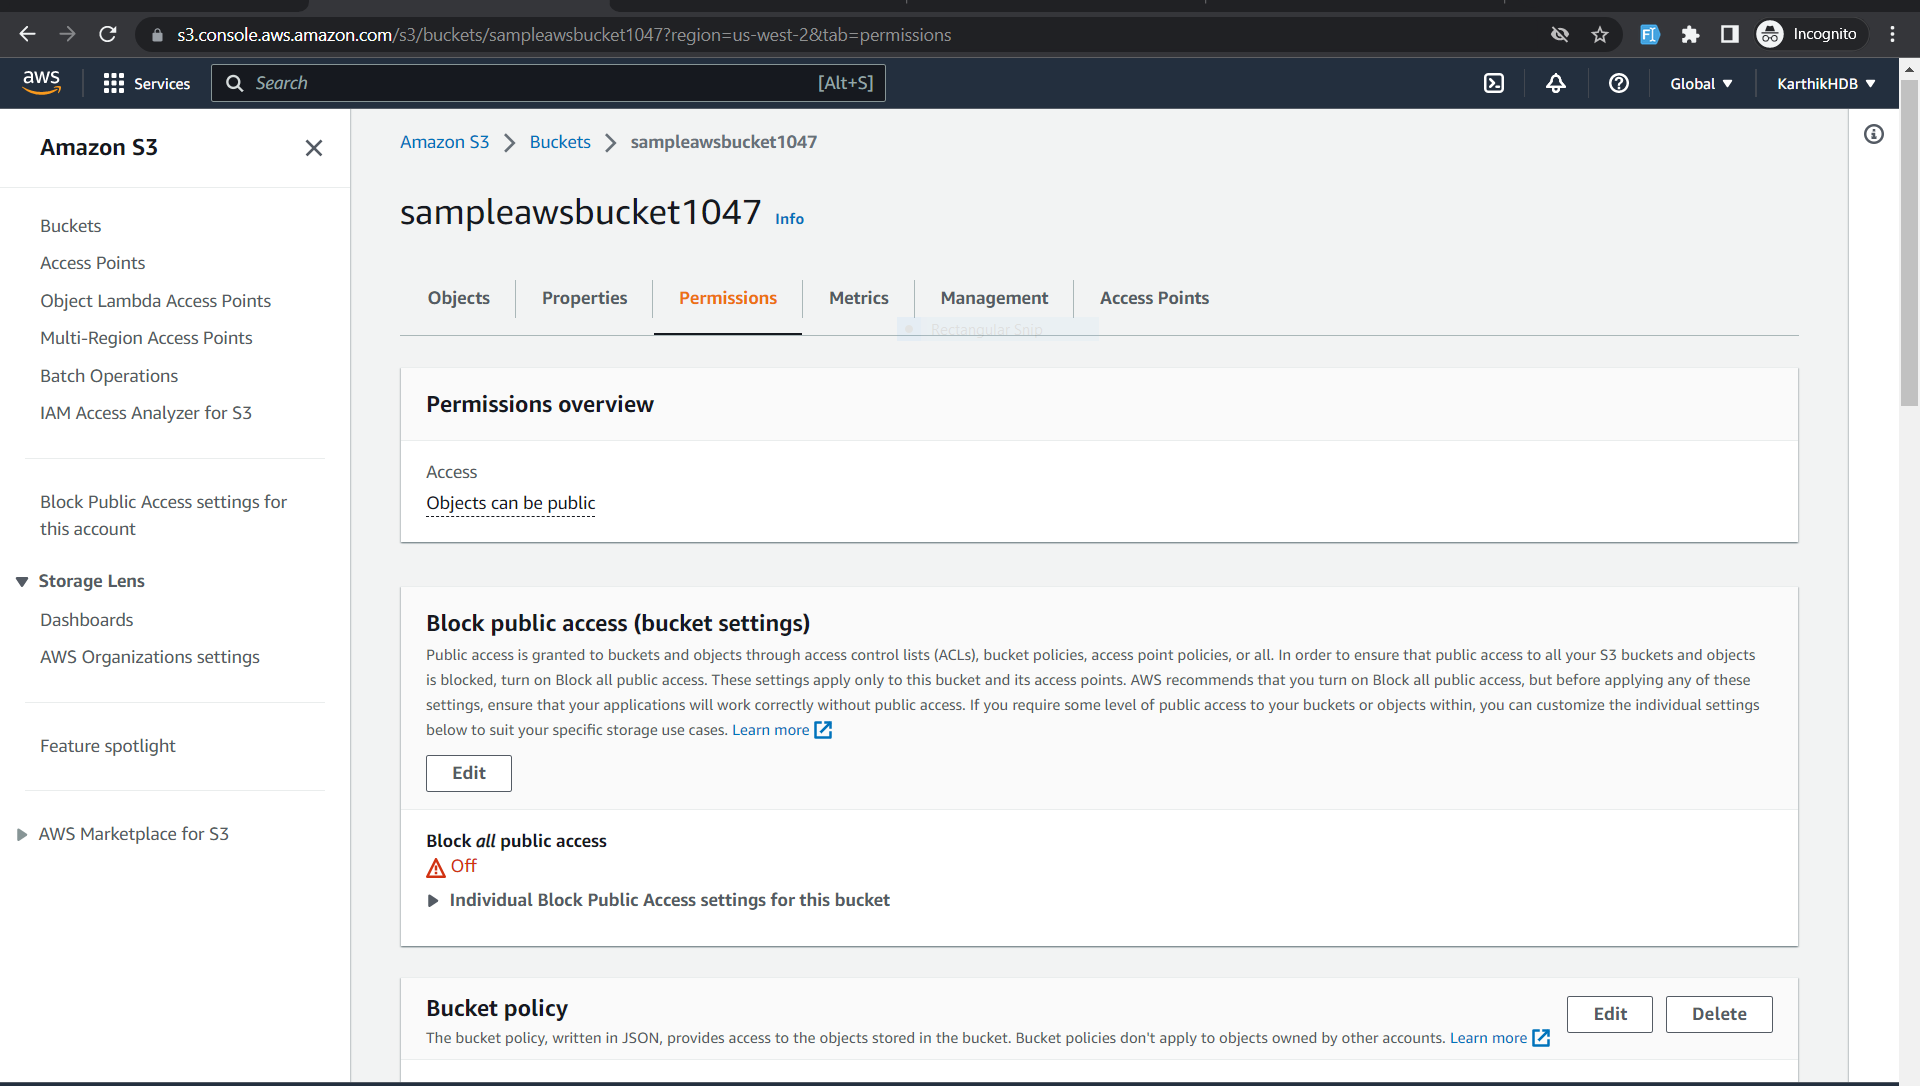 s3.console.aws.amazon.com/s3/buckets/sampleawsbucket1047?region=us-west-2&tab=permissions
Incognito
aws
Services
Search
[Alt+S]
Global
KarthikHDB
Amazon S3
Buckets
Access Points
Object Lambda Access Points
Multi-Region Access Points
Batch Operations
IAM Access Analyzer for S3
Block Public Access settings for
this account
Storage Lens
Dashboards
AWS Organizations settings
Feature spotlight
AWS Marketplace for S3
Amazon S3 > Buckets > sampleawsbucket1047
sampleawsbucket1047 Info
Objects
Properties
Permissions
Metrics
Management
Access Points
Rectangular Snip
Permissions overview
Access
Objects can be public
Block public access (bucket settings)
Public access is granted to buckets and objects through access control lists (ACLs), bucket policies, access point policies, or all. In order to ensure that public access to all your S3 buckets and objects
is blocked, turn on Block all public access. These settings apply only to this bucket and its access points. AWS recommends that you turn on Block all public access, but before applying any of these
settings, ensure that your applications will work correctly without public access. If you require some level of public access to your buckets or objects within, you can customize the individual settings
below to suit your specific storage use cases. Learn more
Edit
Block all public access
Off
Individual Block Public Access settings for this bucket
Bucket policy
The bucket policy, written in JSON, provides access to the objects stored in the bucket. Bucket policies don't apply to objects owned by other accounts. Learn more
Edit
Delete